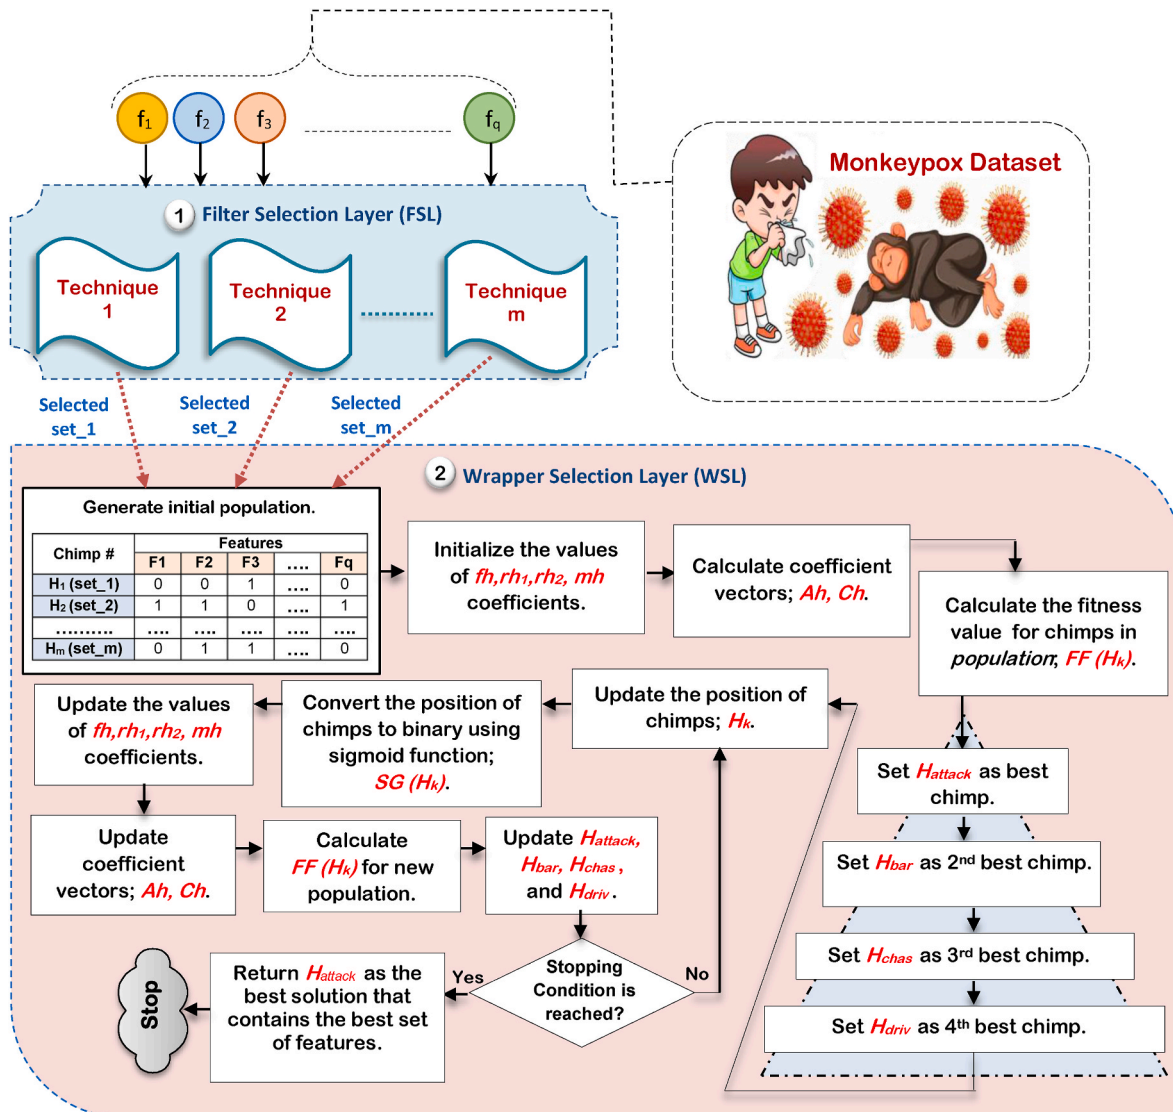 f1 f2 f3 fq
Monkeypox Dataset
1 Filter Selection Layer (FSL)
Technique
1
Technique
2
Technique
m
Selected
set_1
Selected
set_2
Selected
set_m
2 Wrapper Selection Layer (WSL)
Generate initial population.
Chimp # Features
F1 F2 F3 .... Fq
H1 (set_1) 0 0 1 .... 0
H2 (set_2) 1 1 0 .... 1
.......... .... .... .... .... ....
Hm (set_m) 0 1 1 .... 0
Initialize the values
of fh,rh1,rh2, mh
coefficients.
Calculate coefficient
vectors; Ah, Ch.
Calculate the fitness
value for chimps in
population; FF (Hk).
Set Hattack as best
chimp.
Set Hbar as 2nd best chimp.
Set Hchas as 3rd best chimp.
Set Hdriv as 4th best chimp.
Update the position of
chimps; Hk.
Convert the position of
chimps to binary using
sigmoid function;
SG (Hk).
Update the values
of fh,rh1,rh2, mh
coefficients.
Update
coefficient
vectors; Ah, Ch.
Calculate
FF (Hk) for new
population.
Update Hattack,
Hbar, Hchas,
and Hdriv.
Stopping
Condition is
reached?
Yes
No
Return Hattack as the
best solution that
contains the best set
of features.
Stop